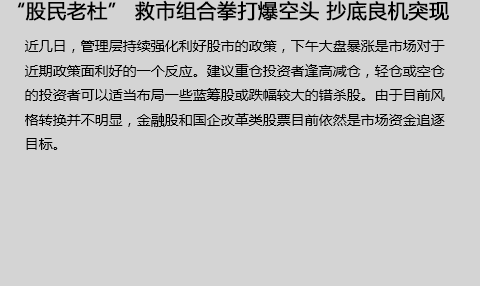 “股民老杜” 救市组合拳打爆空头 抄底良机突现
近几日，管理层持续强化利好股市的政策，下午大盘暴涨是市场对于
近期政策面利好的一个反应。建议重仓投资者逢高减仓，轻仓或空仓
的投资者可以适当布局一些蓝筹股或跌幅较大的错杀股。由于目前风
格转换并不明显，金融股和国企改革类股票目前依然是市场资金追逐
目标。